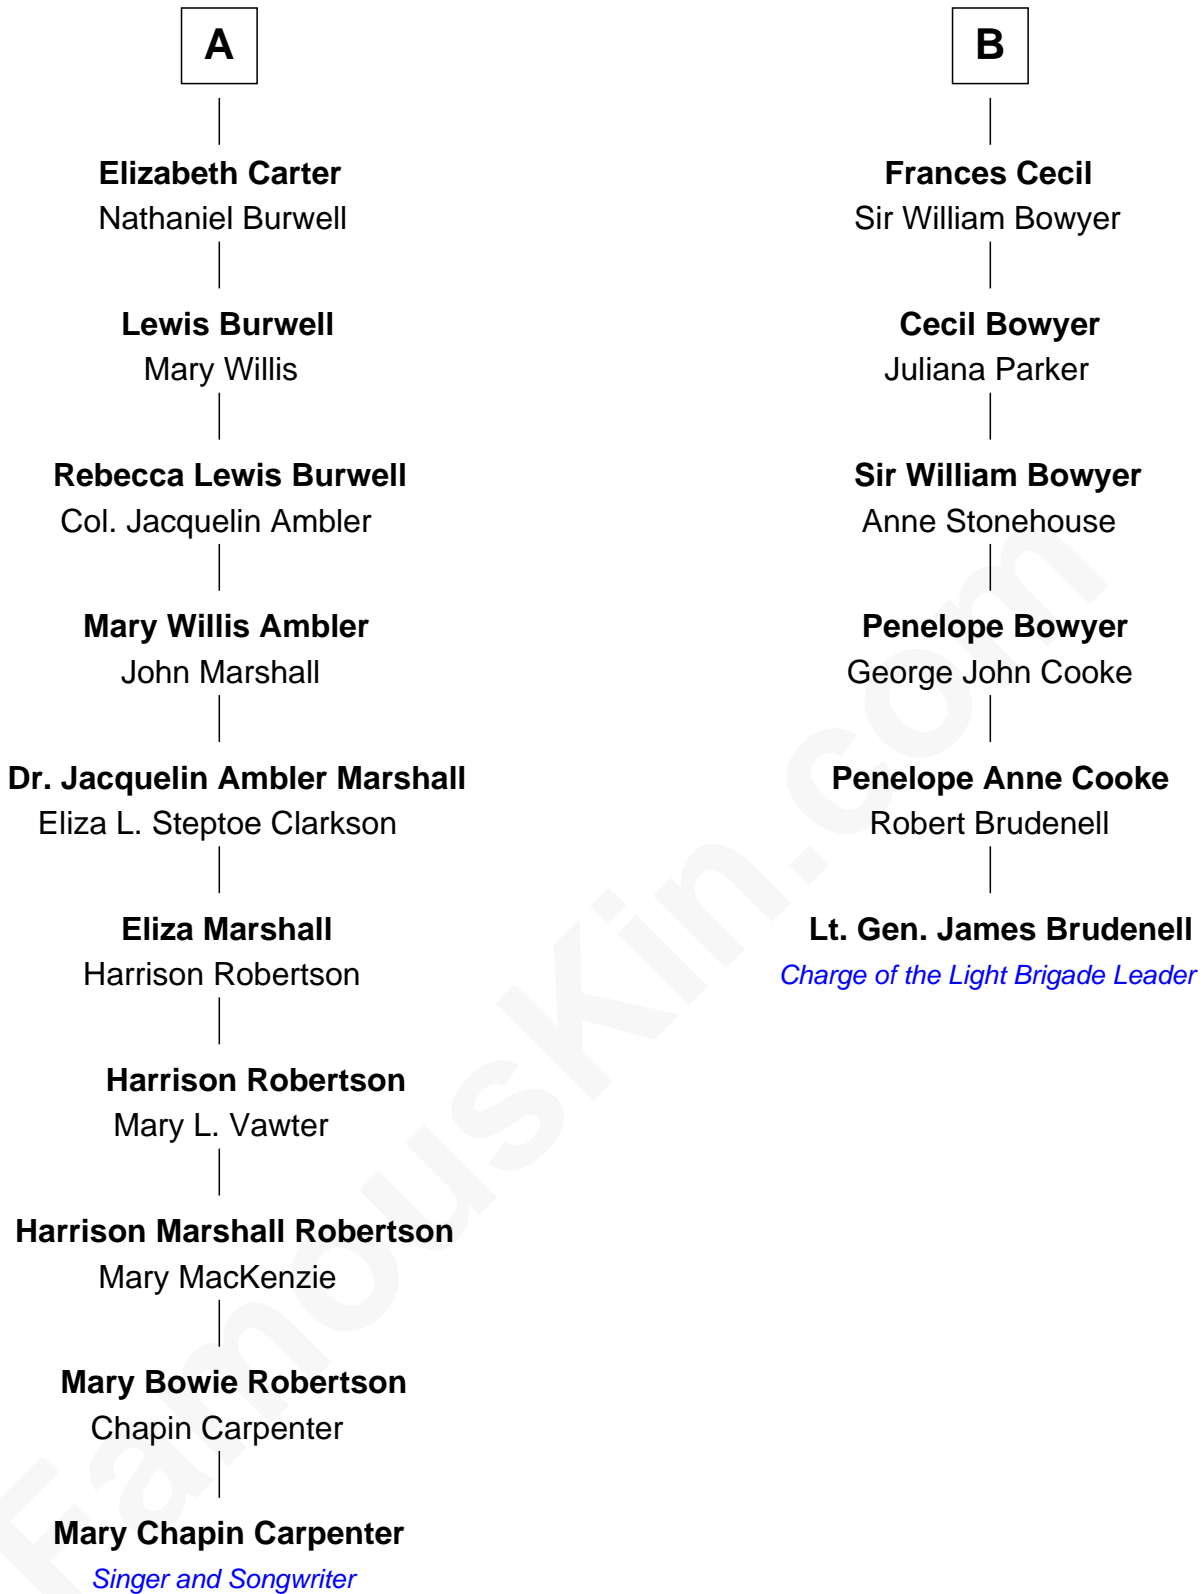 A
Elizabeth Carter
Nathaniel Burwell
Lewis Burwell
Mary Willis
Rebecca Lewis Burwell
Col. Jacquelin Ambler
Mary Willis Ambler
John Marshall
Dr. Jacquelin Ambler Marshall
Eliza L. Steptoe Clarkson
Eliza Marshall
Harrison Robertson
Harrison Robertson
Mary L. Vawter
Harrison Marshall Robertson
Mary MacKenzie
Mary Bowie Robertson
Chapin Carpenter
Mary Chapin Carpenter
Singer and Songwriter
B
Frances Cecil
Sir William Bowyer
Cecil Bowyer
Juliana Parker
Sir William Bowyer
Anne Stonehouse
Penelope Bowyer
George John Cooke
Penelope Anne Cooke
Robert Brudenell
Lt. Gen. James Brudenell
Charge of the Light Brigade Leader
FamousKin.com